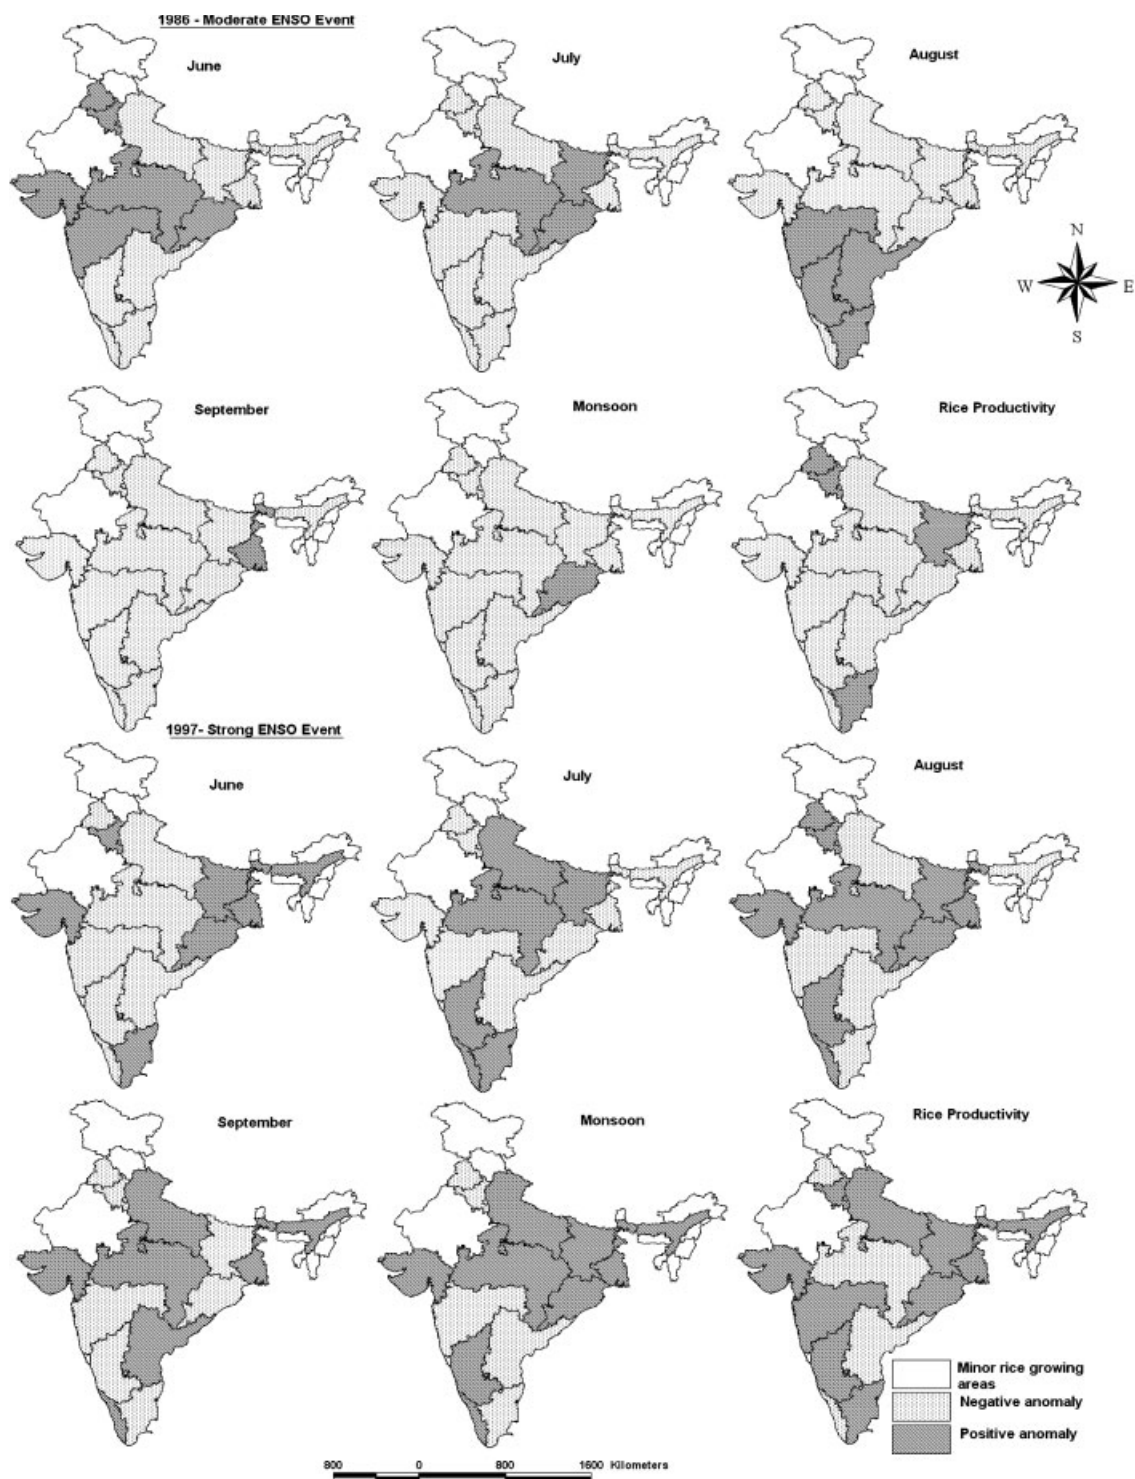 1986 - Moderate ENSO Event
June
July
August
N
W E
S
September
Monsoon
Rice Productivity
1997- Strong ENSO Event
June
July
August
September
Monsoon
Rice Productivity
Minor rice growing
areas
Negative anomaly
Positive anomaly
800 0 800 1600 Kilometers